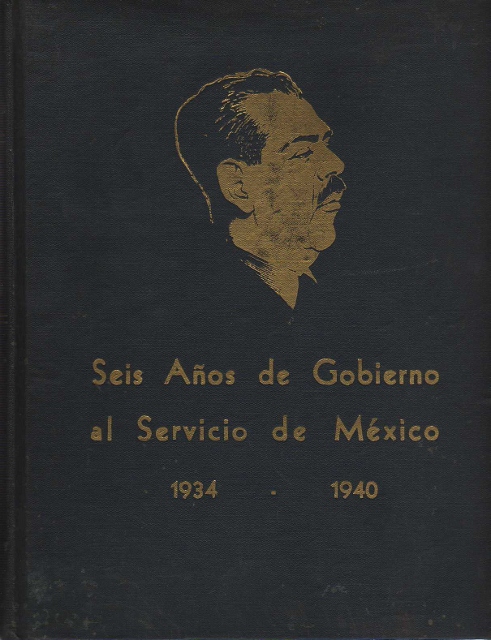 Seis Años de Gobierno
al Servicio de México
1934 - 1940